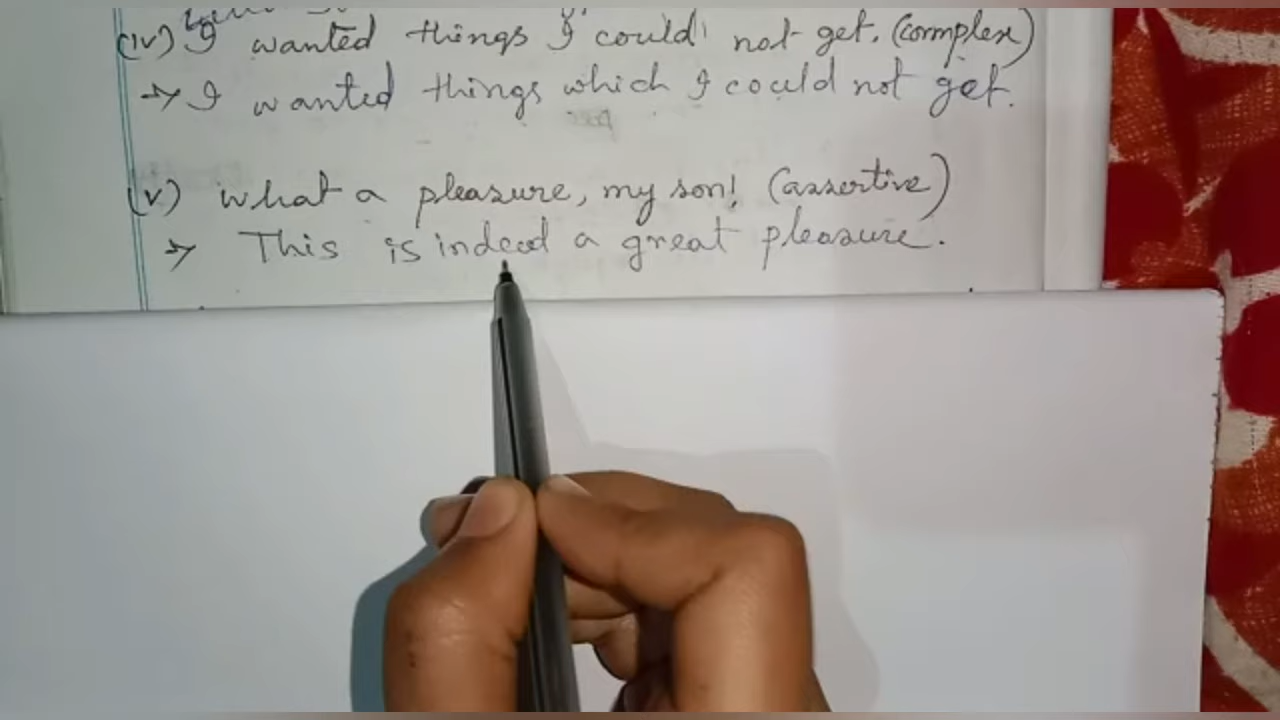 (iv) I wanted things I could not get. (complex)
→ I wanted things which I could not get.
(v) What a pleasure, my son! (assertive)
→ This is indeed a great pleasure.